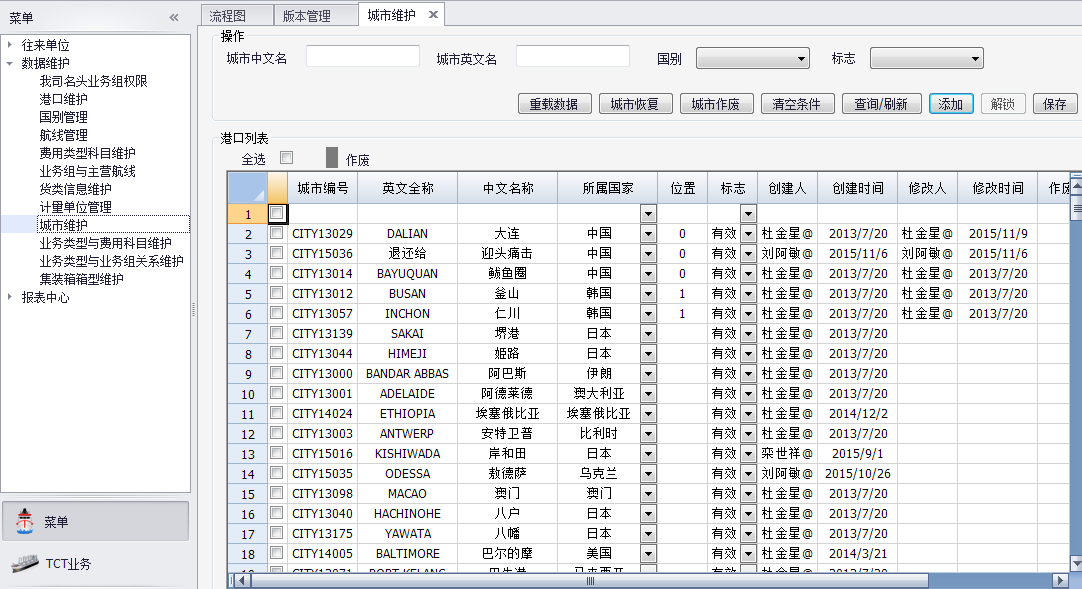 菜单 «
往来单位
数据维护
我司名头业务组权限
港口维护
国别管理
航线管理
费用类型科目维护
业务组与主营航线
货类信息维护
计量单位管理
城市维护
业务类型与费用科目维护
业务类型与业务组关系维护
集装箱箱型维护
报表中心
菜单
TCT业务
流程图 版本管理 城市维护
操作
城市中文名 城市英文名 国别 标志
重载数据 城市恢复 城市作废 清空条件 查询/刷新 添加 解锁 保存
港口列表
全选 作废
城市编号 英文全称 中文名称 所属国家 位置 标志 创建人 创建时间 修改人 修改时间 作废
1
2 CITY13029 DALIAN 大连 中国 0 有效 杜金星@ 2013/7/20 杜金星@ 2015/11/9
3 CITY15036 退还给 迎头痛击 中国 0 有效 刘阿敏@ 2015/11/6 刘阿敏@ 2015/11/6
4 CITY13014 BAYUQUAN 鲅鱼圈 中国 0 有效 杜金星@ 2013/7/20 杜金星@ 2013/7/20
5 CITY13012 BUSAN 釜山 韩国 1 有效 杜金星@ 2013/7/20 杜金星@ 2013/7/20
6 CITY13057 INCHON 仁川 韩国 1 有效 杜金星@ 2013/7/20 杜金星@ 2013/7/20
7 CITY13139 SAKAI 堺港 日本 有效 杜金星@ 2013/7/20
8 CITY13044 HIMEJI 姬路 日本 有效 杜金星@ 2013/7/20
9 CITY13000 BANDAR ABBAS 阿巴斯 伊朗 有效 杜金星@ 2013/7/20
10 CITY13001 ADELAIDE 阿德莱德 澳大利亚 有效 杜金星@ 2013/7/20
11 CITY14024 ETHIOPIA 埃塞俄比亚 埃塞俄比亚 有效 杜金星@ 2014/12/2
12 CITY13003 ANTWERP 安特卫普 比利时 有效 杜金星@ 2013/7/20
13 CITY15016 KISHIWADA 岸和田 日本 有效 栾世祥@ 2015/9/1
14 CITY15035 ODESSA 敖德萨 乌克兰 有效 刘阿敏@ 2015/10/26
15 CITY13098 MACAO 澳门 澳门 有效 杜金星@ 2013/7/20
16 CITY13040 HACHINOHE 八户 日本 有效 杜金星@ 2013/7/20
17 CITY13175 YAWATA 八幡 日本 有效 杜金星@ 2013/7/20
18 CITY14005 BALTIMORE 巴尔的摩 美国 有效 杜金星@ 2014/3/21